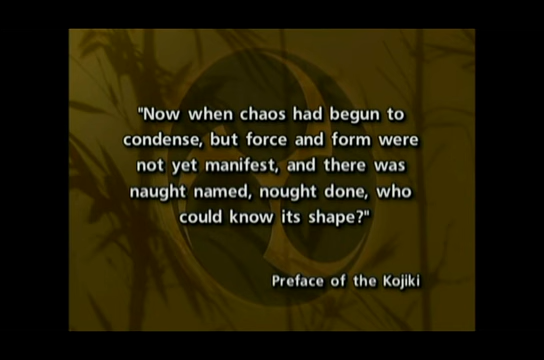 "Now when chaos had begun to
condense, but force and form were
not yet manifest, and there was
naught named, nought done, who
could know its shape?"
Preface of the Kojiki